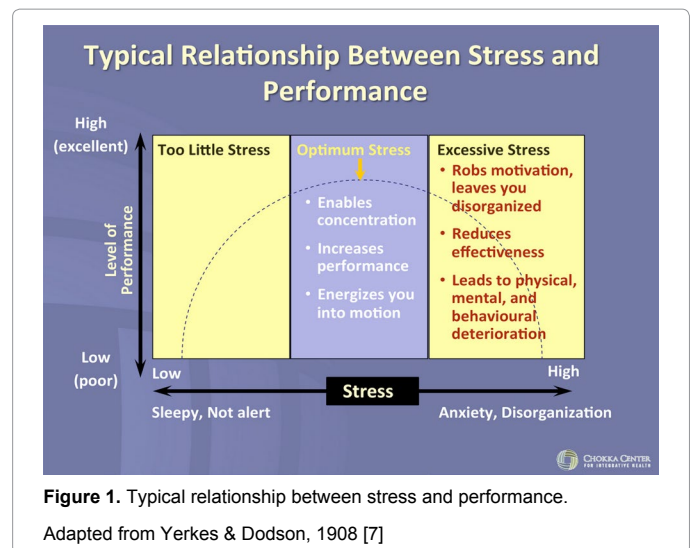 Typical Relationship Between Stress and
Performance
High
(excellent)
Level of
Performance
Low
(poor)
Too Little Stress
Optimum Stress
• Enables
concentration
• Increases
performance
• Energizes you
into motion
Excessive Stress
• Robs motivation,
leaves you
disorganized
• Reduces
effectiveness
• Leads to physical,
mental, and
behavioural
deterioration
Low
High
Stress
Sleepy, Not alert
Anxiety, Disorganization
CHOKKA CENTER
FOR INTEGRATIVE HEALTH
Figure 1. Typical relationship between stress and performance.
Adapted from Yerkes & Dodson, 1908 [7]